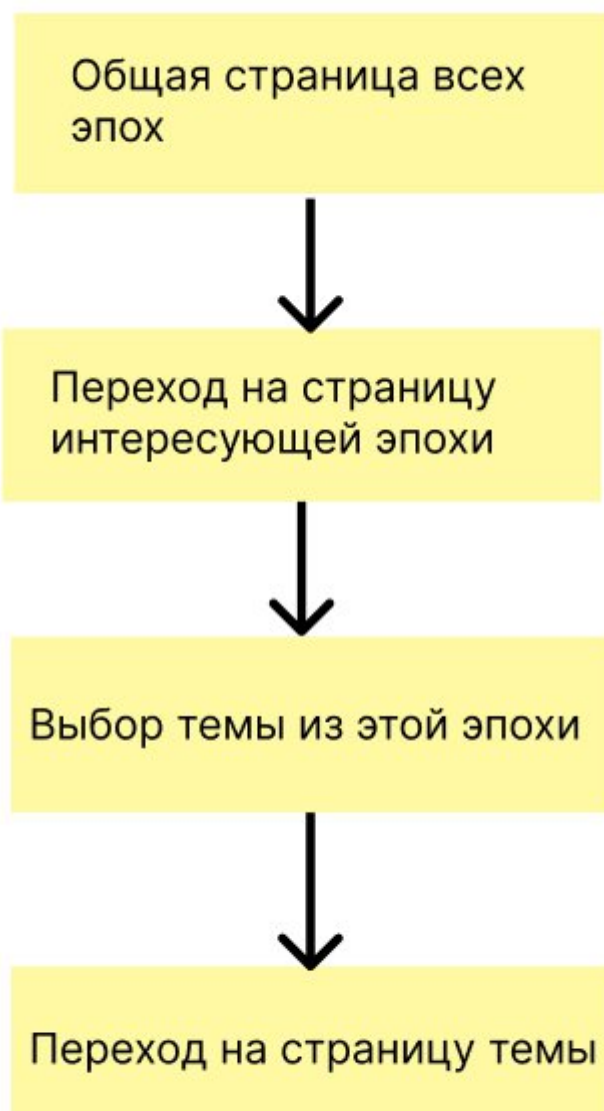 Общая страница всех
эпох
Переход на страницу
интересующей эпохи
Выбор темы из этой эпохи
Переход на страницу темы